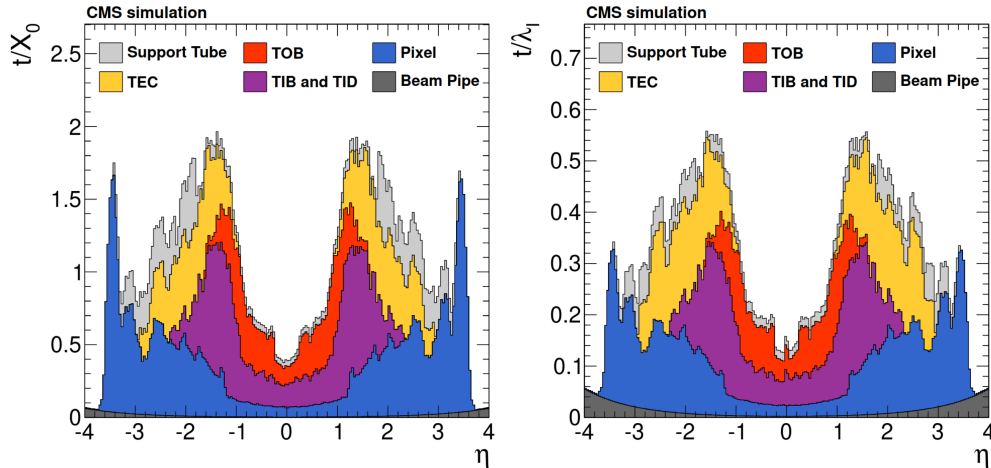 CMS simulation
t/X0
2.5
2
1.5
1
0.5
0
Support Tube TOB Pixel
TEC TIB and TID Beam Pipe
-4 -3 -2 -1 0 1 2 3 4
η
CMS simulation
t/λI
0.7
0.6
0.5
0.4
0.3
0.2
0.1
0
Support Tube TOB Pixel
TEC TIB and TID Beam Pipe
-4 -3 -2 -1 0 1 2 3 4
η